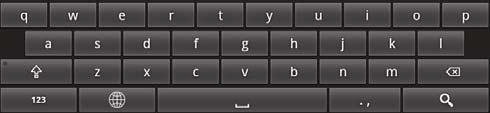 q w e r t y u i o p
a s d f g h j k l
z x c v b n m
123 . ,